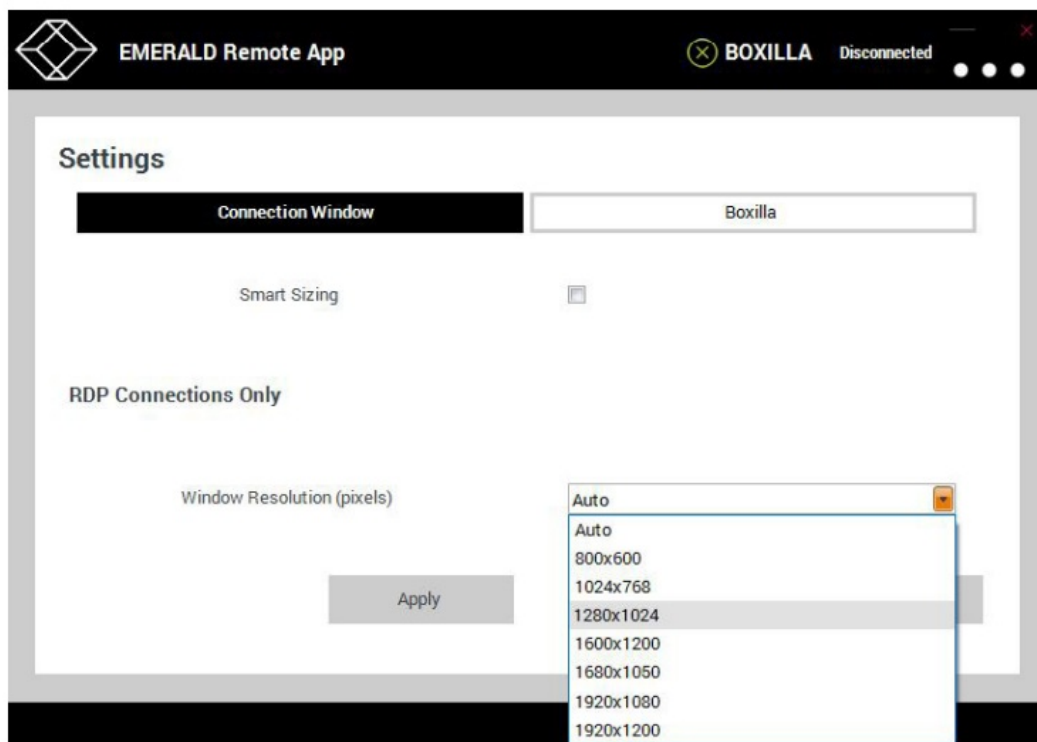 EMERALD Remote App
BOXILLA Disconnected
Settings
Connection Window Boxilla
Smart Sizing
RDP Connections Only
Window Resolution (pixels) Auto
Auto
800x600
1024x768
Apply
1280x1024
1600x1200
1680x1050
1920x1080
1920x1200